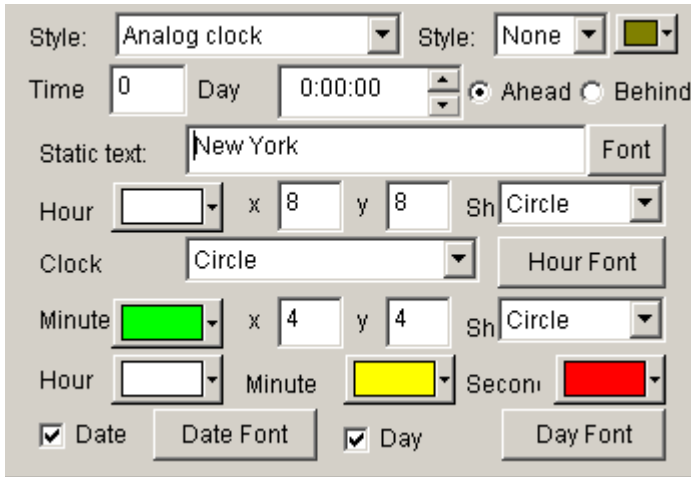 Style: Analog clock Style: None
Time 0 Day 0:00:00 Ahead Behind
Static text: New York Font
Hour x 8 y 8 Sh Circle
Clock Circle Hour Font
Minute x 4 y 4 Sh Circle
Hour Minute Secon
Date Date Font Day Day Font